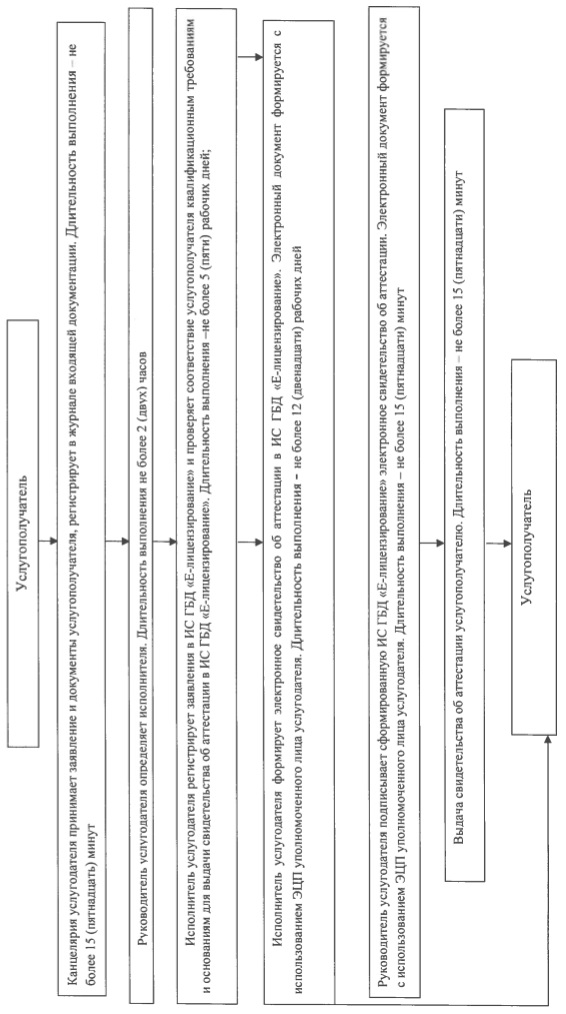 Услугополучатель
Канцелярия услугодателя принимает заявление и документы услугополучателя, регистрирует в журнале входящей документации. Длительность выполнения – не
более 15 (пятнадцать) минут
Руководитель услугодателя определяет исполнителя. Длительность выполнения не более 2 (двух) часов
Исполнитель услугодателя регистрирует заявления в ИС ГБД «Е-лицензирование» и проверяет соответствие услугополучателя квалификационным требованиям
и основаниям для выдачи свидетельства об аттестации в ИС ГБД «Е-лицензирование». Длительность выполнения –не более 5 (пяти) рабочих дней;
Исполнитель услугодателя формирует электронное свидетельство об аттестации в ИС ГБД «Е-лицензирование». Электронный документ формируется с
использованием ЭЦП уполномоченного лица услугодателя. Длительность выполнения – не более 12 (двенадцати) рабочих дней
Руководитель услугодателя подписывает сформированную ИС ГБД «Е-лицензирование» электронное свидетельство об аттестации. Электронный документ формируется
с использованием ЭЦП уполномоченного лица услугодателя. Длительность выполнения – не более 15 (пятнадцати) минут
Выдача свидетельства об аттестации услугополучателю. Длительность выполнения – не более 15 (пятнадцати) минут
Услугополучатель